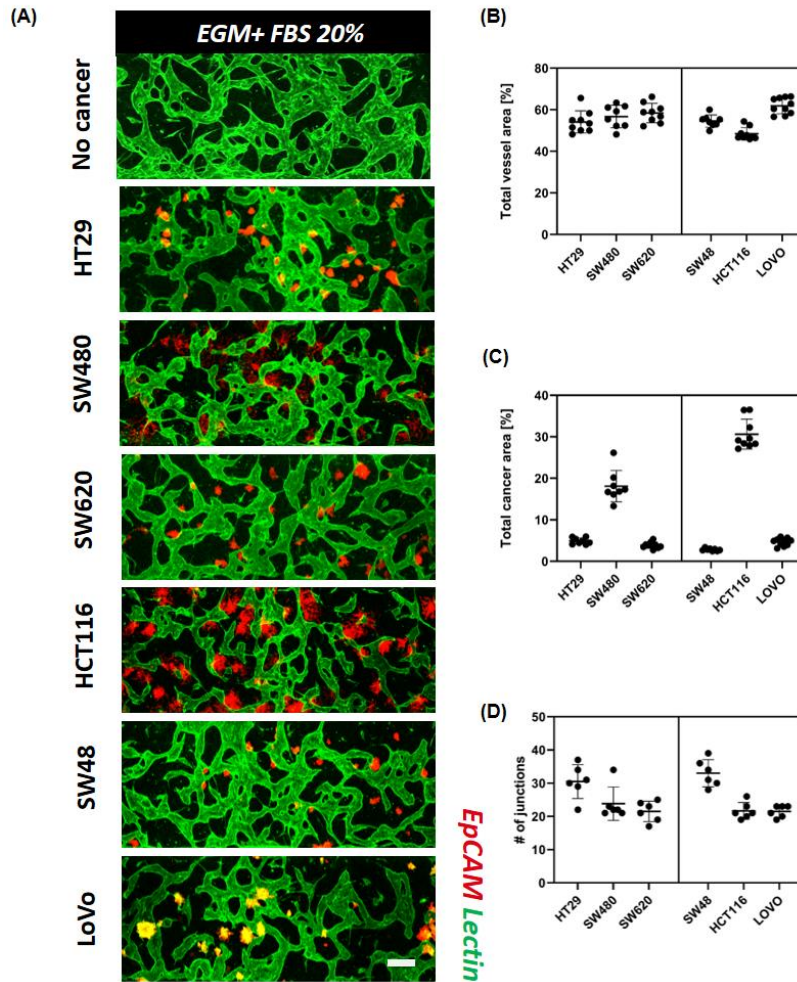 (A)
EGM+ FBS 20%
No cancer
HT29
SW480
SW620
HCT116
SW48
LoVo
EpCAM Lectin
(B)
Total vessel area [%]
80
60
40
20
0
HT29
SW480
SW620
SW48
HCT116
LOVO
(C)
Total cancer area [%]
40
30
20
10
0
HT29
SW480
SW620
SW48
HCT116
LOVO
(D)
# of junctions
50
40
30
20
10
0
HT29
SW480
SW620
SW48
HCT116
LOVO